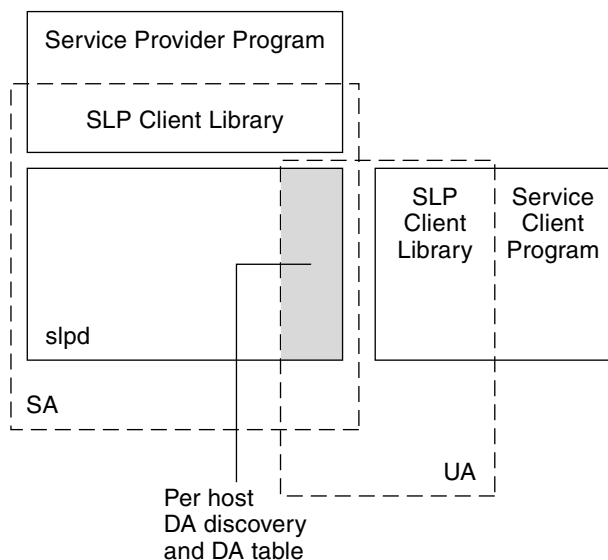 Service Provider Program
SLP Client Library
SLP
Client
Library
Service
Client
Program
slpd
SA
UA
Per host
DA discovery
and DA table